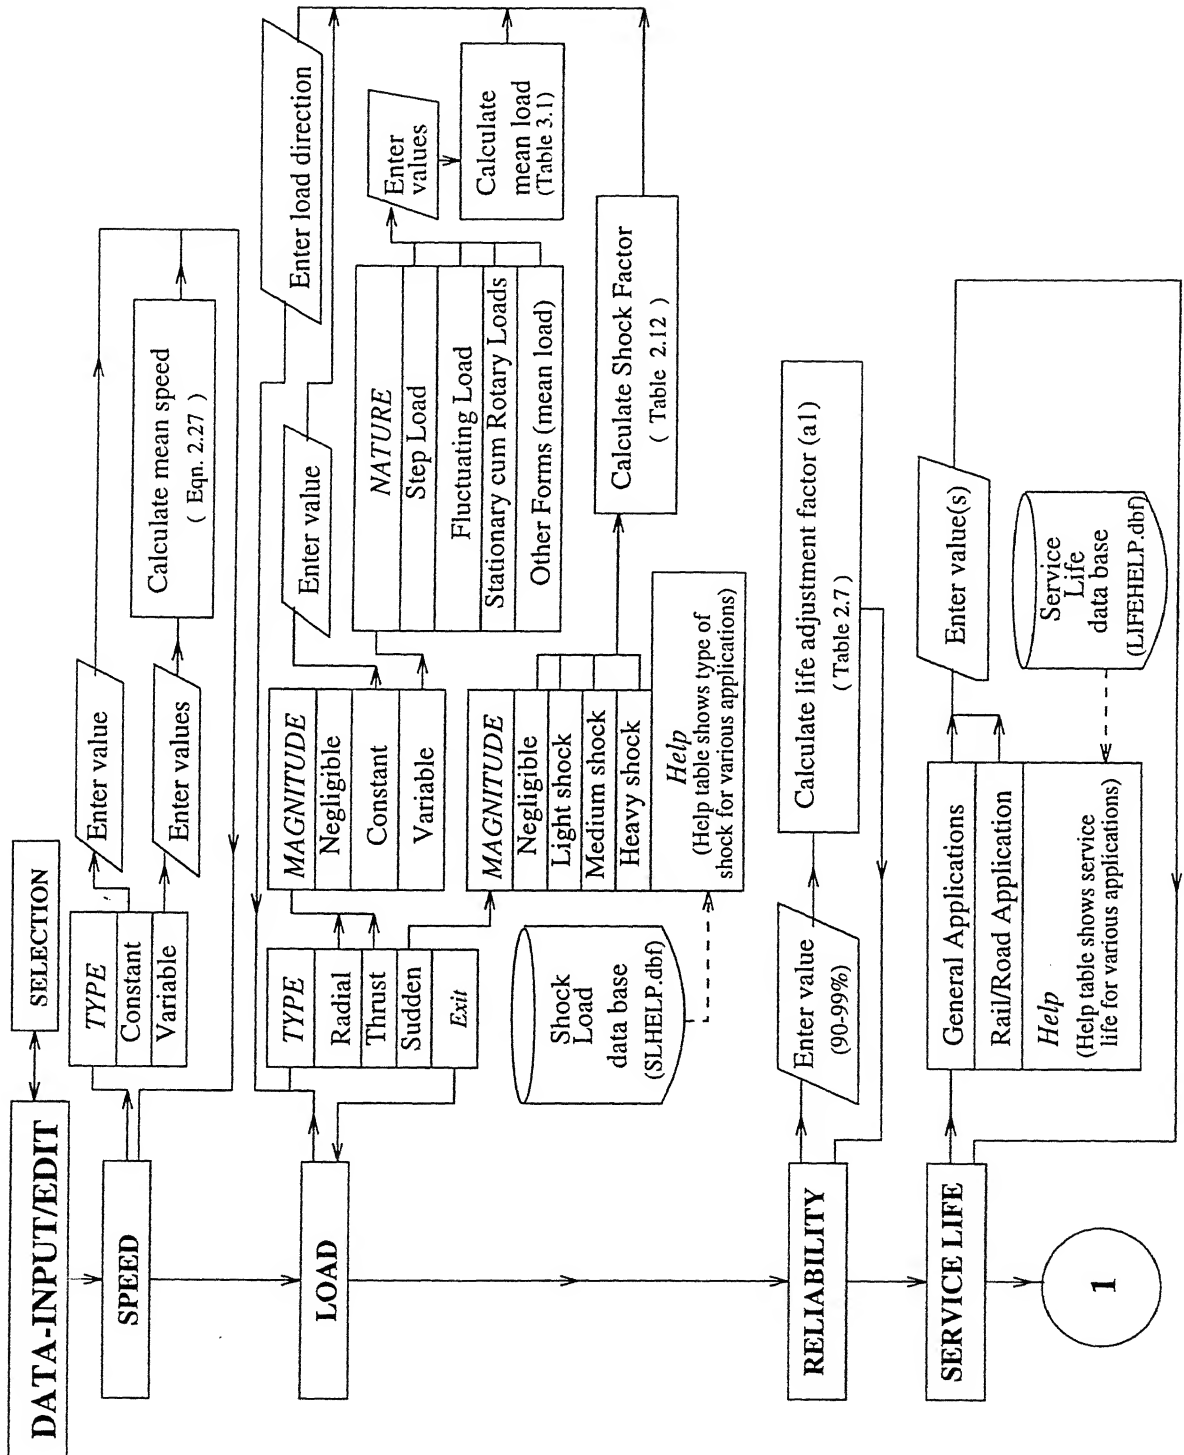 DATA-INPUT/EDIT
SELECTION
SPEED
TYPE
Constant
Variable
Enter value
Enter values
Calculate mean speed
( Eqn. 2.27 )
LOAD
TYPE
Radial
Thrust
Sudden
Exit
MAGNITUDE
Negligible
Constant
Variable
Enter value
Enter load direction
NATURE
Step Load
Fluctuating Load
Stationary cum Rotary Loads
Other Forms (mean load)
Enter
values
Calculate
mean load
(Table 3.1)
MAGNITUDE
Negligible
Light shock
Medium shock
Heavy shock
Help
(Help table shows type of
shock for various applications)
Calculate Shock Factor
( Table 2.12 )
Shock
Load
data base
(SLHELP.dbf)
RELIABILITY
Enter value
(90-99%)
Calculate life adjustment factor (a1)
( Table 2.7 )
SERVICE LIFE
General Applications
Rail/Road Application
Help
(Help table shows service
life for various applications)
Enter value(s)
Service
Life
data base
(LIFEHELP.dbf)
1